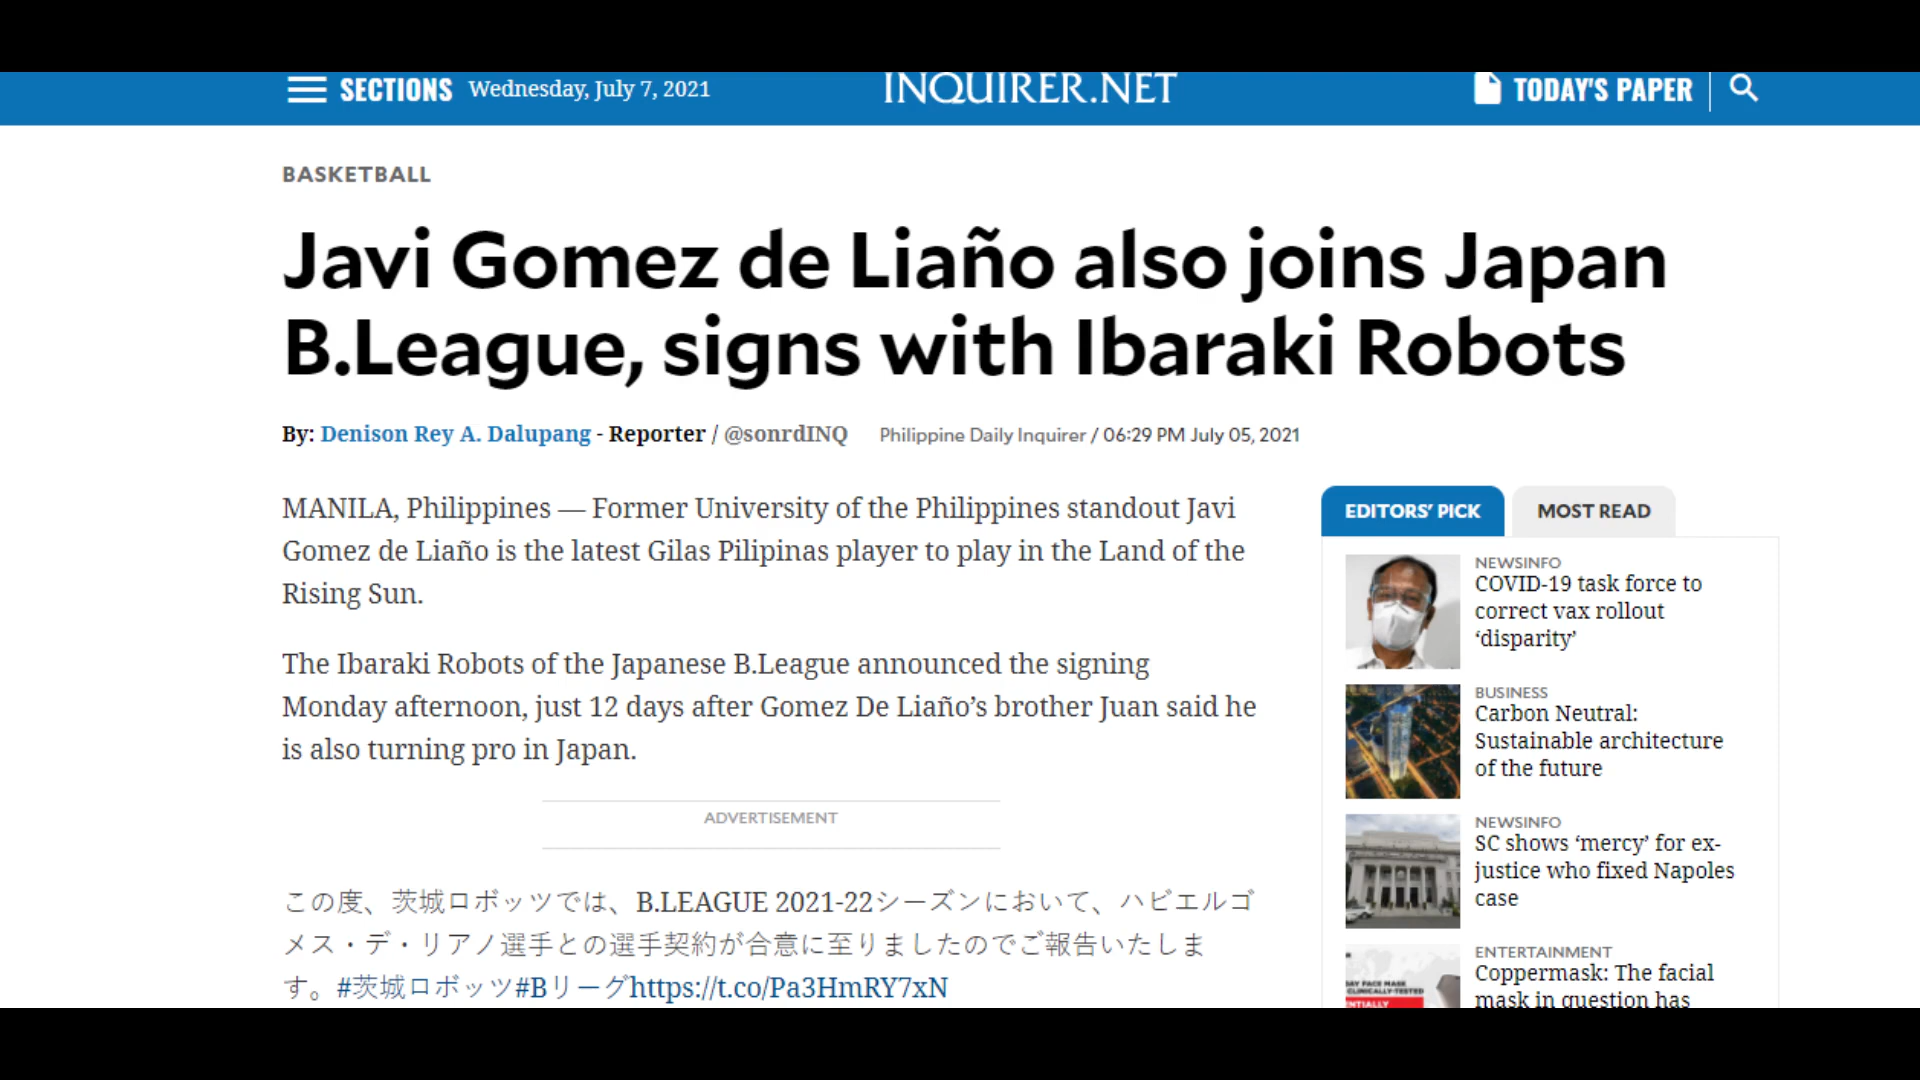 SECTIONS Wednesday, July 7, 2021 INQUIRER.NET TODAY'S PAPER
BASKETBALL
Javi Gomez de Liaño also joins Japan
B.League, signs with Ibaraki Robots
By: Denison Rey A. Dalupang - Reporter / @sonrdINQ Philippine Daily Inquirer / 06:29 PM July 05, 2021
MANILA, Philippines — Former University of the Philippines standout Javi
Gomez de Liaño is the latest Gilas Pilipinas player to play in the Land of the
Rising Sun.
The Ibaraki Robots of the Japanese B.League announced the signing
Monday afternoon, just 12 days after Gomez De Liaño’s brother Juan said he
is also turning pro in Japan.
ADVERTISEMENT
この度、茨城ロボッツでは、B.LEAGUE 2021-22シーズンにおいて、ハビエルゴ
メス・デ・リアノ選手との選手契約が合意に至りましたのでご報告いたしま
す。#茨城ロボッツ#Bリーグhttps://t.co/Pa3HmRY7xN
EDITORS’ PICK MOST READ
NEWSINFO
COVID-19 task force to
correct vax rollout
‘disparity’
BUSINESS
Carbon Neutral:
Sustainable architecture
of the future
NEWSINFO
SC shows ‘mercy’ for ex-
justice who fixed Napoles
case
ENTERTAINMENT
Coppermask: The facial
mask in question has
DAY FACE MASK
CLINICALLY-TESTED